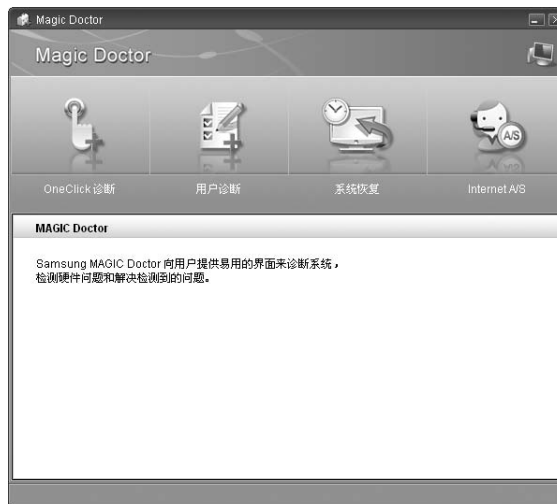 Magic Doctor
Magic Doctor
A/S
OneClick 诊断 用户诊断 系统恢复 Internet A/S
MAGIC Doctor
Samsung MAGIC Doctor 向用户提供易用的界面来诊断系统，
检测硬件问题和解决检测到的问题。